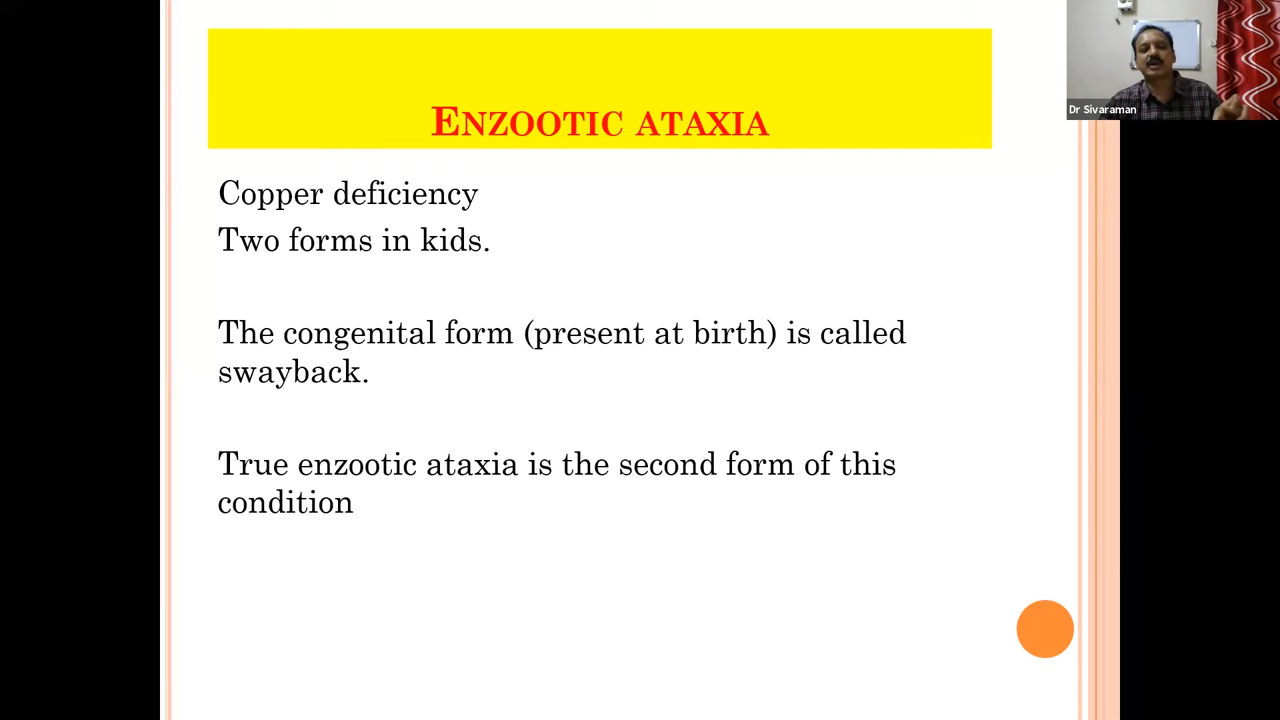 ENZOOTIC ATAXIA
Dr Sivaraman
Copper deficiency
Two forms in kids.
The congenital form (present at birth) is called
swayback.
True enzootic ataxia is the second form of this
condition